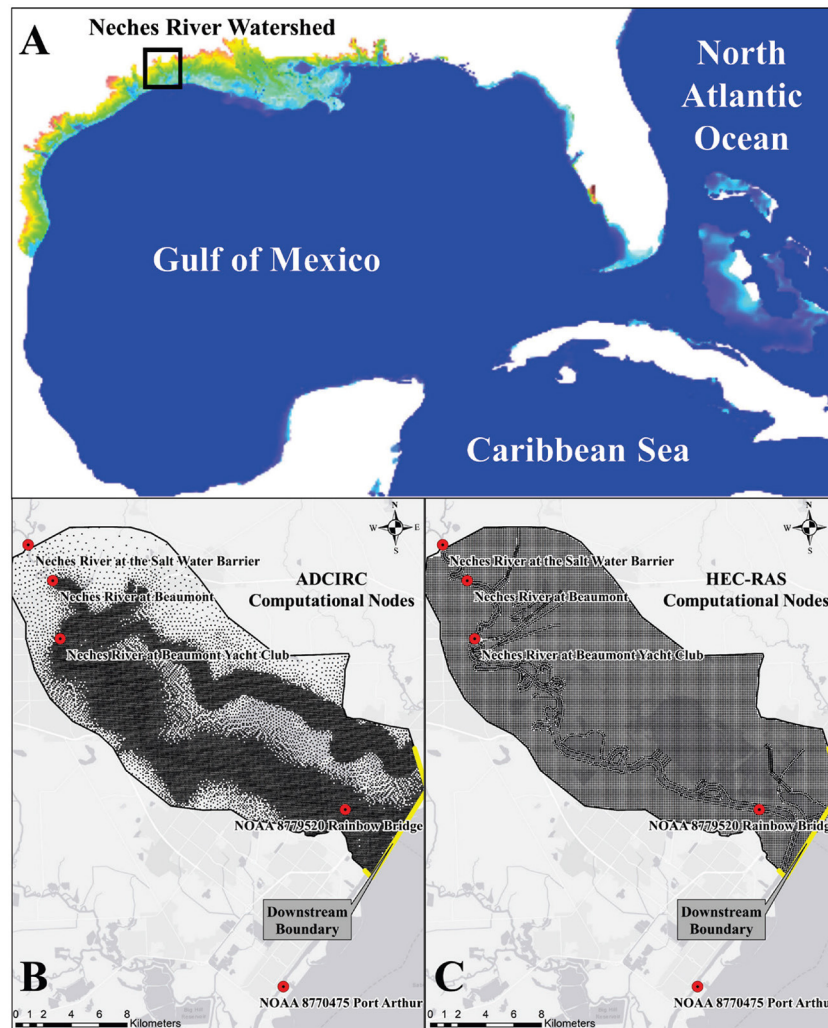 A
Neches River Watershed
North
Atlantic
Ocean
Gulf of Mexico
Caribbean Sea
N
W E
S
Neches River at the Salt Water Barrier
ADCIRC
Computational Nodes
Neches River at Beaumont
Neches River at Beaumont Yacht Club
NOAA 8779520 Rainbow Bridge
Downstream
Boundary
B
NOAA 8770475 Port Arthur
0 1 2 4 6 8
Kilometers
N
W E
S
Neches River at the Salt Water Barrier
HEC-RAS
Computational Nodes
Neches River at Beaumont
Neches River at Beaumont Yacht Club
NOAA 8779520 Rainbow Bridge
Downstream
Boundary
C
NOAA 8770475 Port Arthur
0 1 2 4 6 8
Kilometers